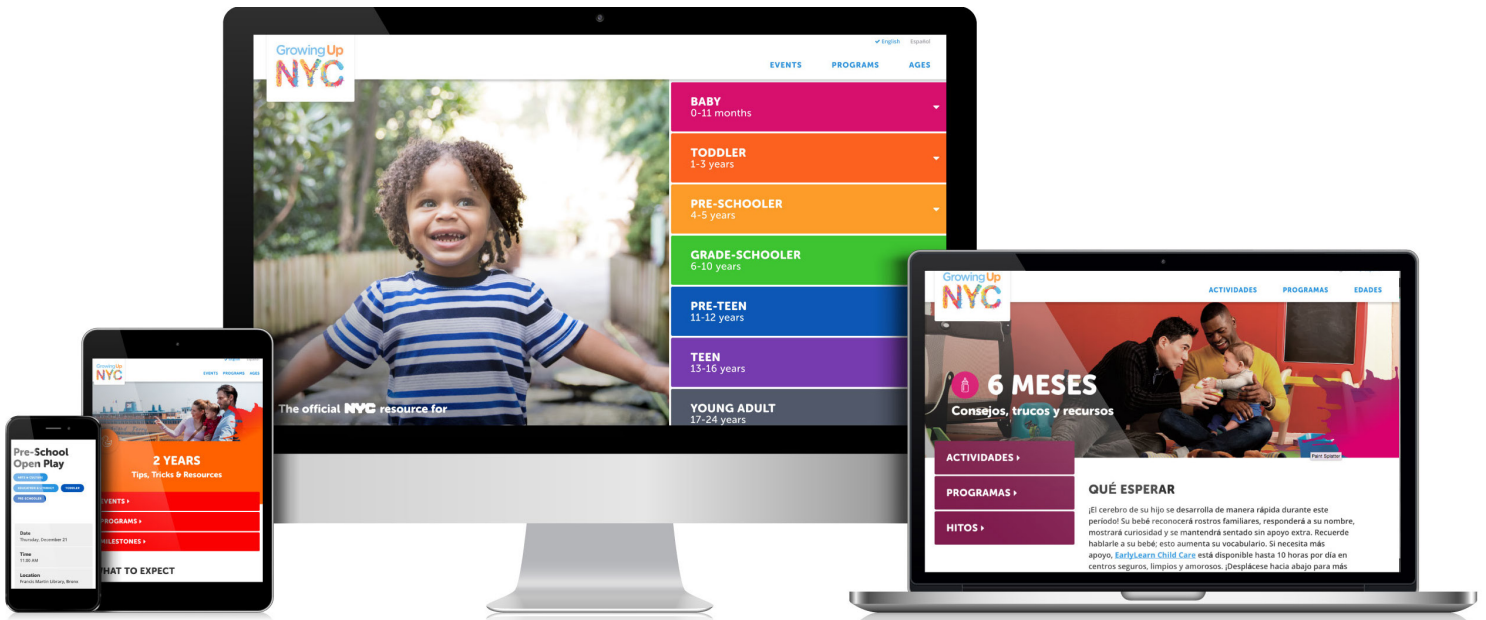 Growing Up
NYC
✔ English Español
EVENTS PROGRAMS AGES
BABY
0-11 months
TODDLER
1-3 years
PRE-SCHOOLER
4-5 years
GRADE-SCHOOLER
6-10 years
PRE-TEEN
11-12 years
TEEN
13-16 years
YOUNG ADULT
17-24 years
The official NYC resource for
Growing Up
NYC
EVENTS PROGRAMS AGES
2 YEARS
Tips, Tricks & Resources
EVENTS
PROGRAMS
MILESTONES
WHAT TO EXPECT
Pre-School
Open Play
TODDLER
PRE-SCHOOLER
Date
Thursday, December 21
Time
11:00 AM
Location
Francis Martin Library, Bronx
Growing Up
NYC
ACTIVIDADES PROGRAMAS EDADES
6 MESES
Consejos, trucos y recursos
Paint Splatter
ACTIVIDADES
PROGRAMAS
HITOS
QUÉ ESPERAR
¡El cerebro de su hijo se desarrolla de manera rápida durante este
período! Su bebé reconocerá rostros familiares, responderá a su nombre,
mostrará curiosidad y se mantendrá sentado sin apoyo extra. Recuerde
hablarle a su bebé; esto aumenta su vocabulario. Si necesita más
apoyo, EarlyLearn Child Care está disponible hasta 10 horas por día en
centros seguros, limpios y amorosos. ¡Desplácese hacia abajo para más